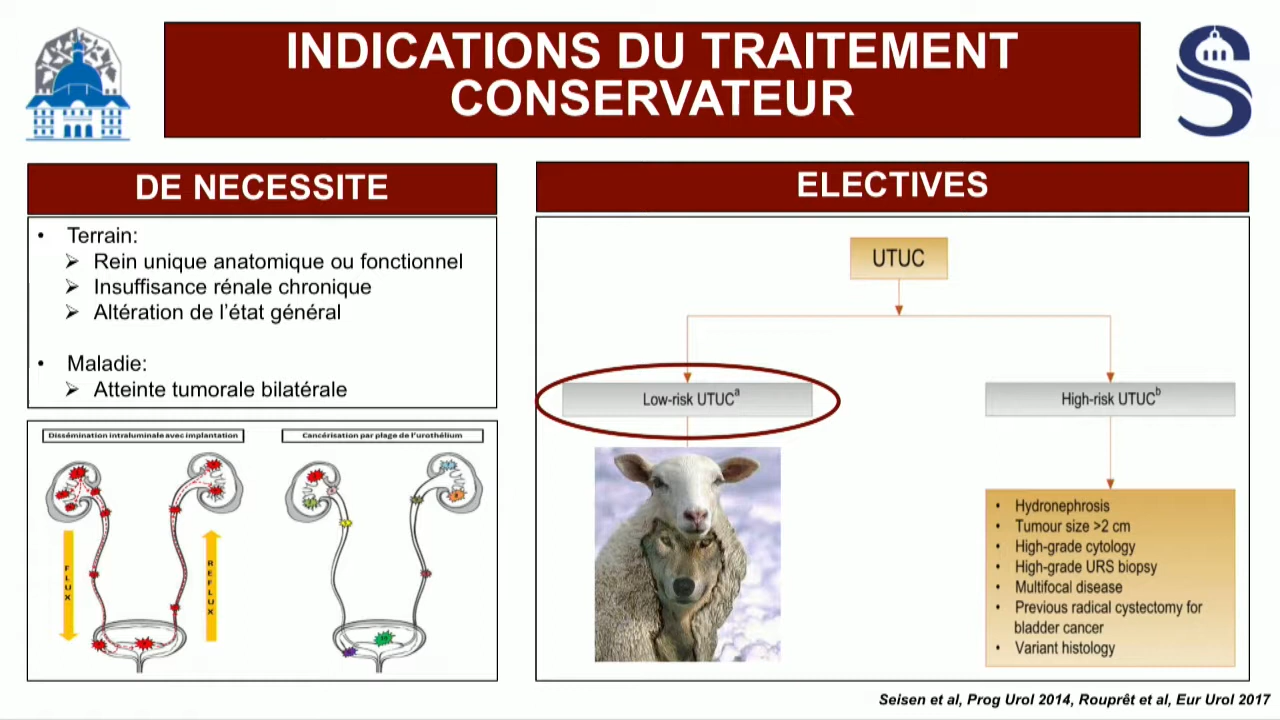 INDICATIONS DU TRAITEMENT
CONSERVATEUR
DE NECESSITE
• Terrain:
➢ Rein unique anatomique ou fonctionnel
➢ Insuffisance rénale chronique
➢ Altération de l'état général
• Maladie:
➢ Atteinte tumorale bilatérale
Dissémination intraluminale avec implantation
Cancérisation par plage de l'urothélium
FLUX
REFLUX
ELECTIVES
UTUC
Low-risk UTUCa
High-risk UTUCb
• Hydronephrosis
• Tumour size >2 cm
• High-grade cytology
• High-grade URS biopsy
• Multifocal disease
• Previous radical cystectomy for
bladder cancer
• Variant histology
Seisen et al, Prog Urol 2014, Rouprêt et al, Eur Urol 2017